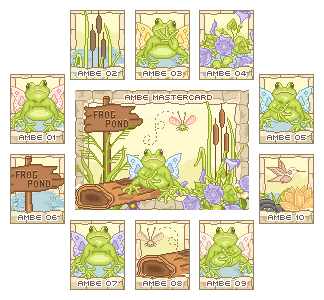 AMBE 02
AMBE 03
AMBE 04
AMBE 01
AMBE MASTERCARD
FROG
POND
AMBE 05
FROG
POND
AMBE 06
AMBE 10
AMBE 07
AMBE 08
AMBE 09